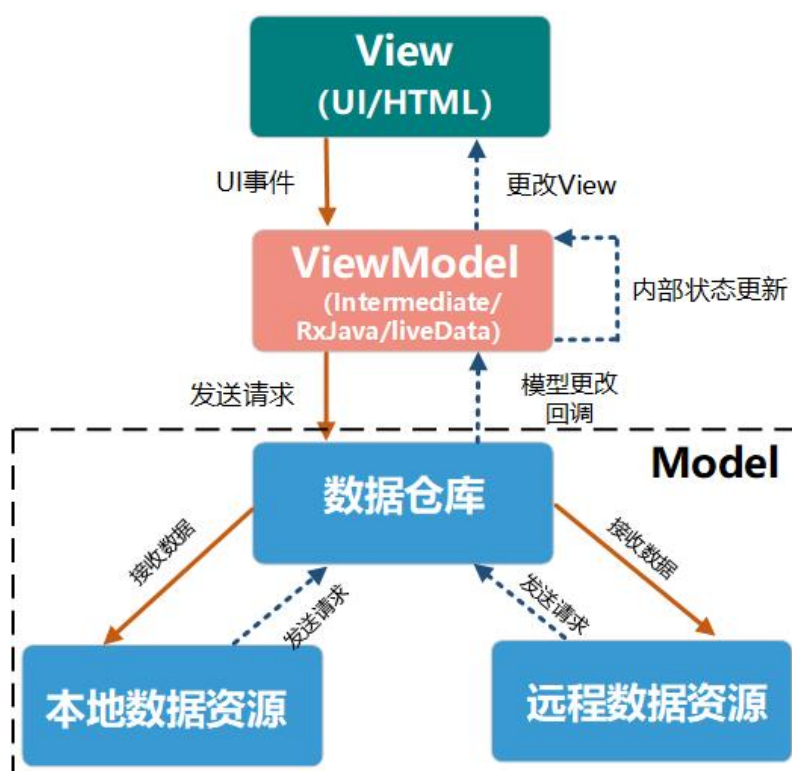 View
(UI/HTML)
UI事件
更改View
ViewModel
(Intermediate/
RxJava/liveData)
内部状态更新
发送请求
模型更改
回调
Model
数据仓库
接收数据
接收数据
发送请求
发送请求
本地数据资源
远程数据资源